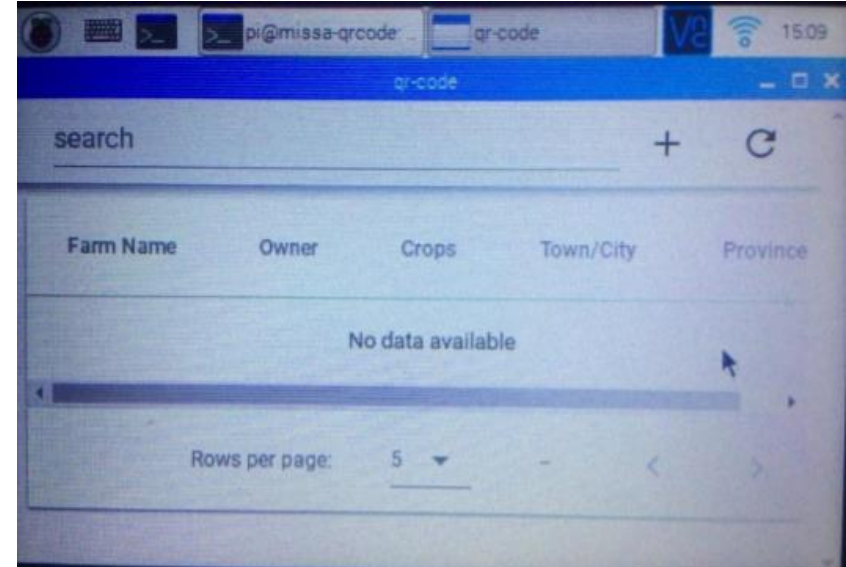 pi@missa-qrcode: ... qr-code 15:09
qr-code
search
Farm Name Owner Crops Town/City Province
No data available
Rows per page: 5 -